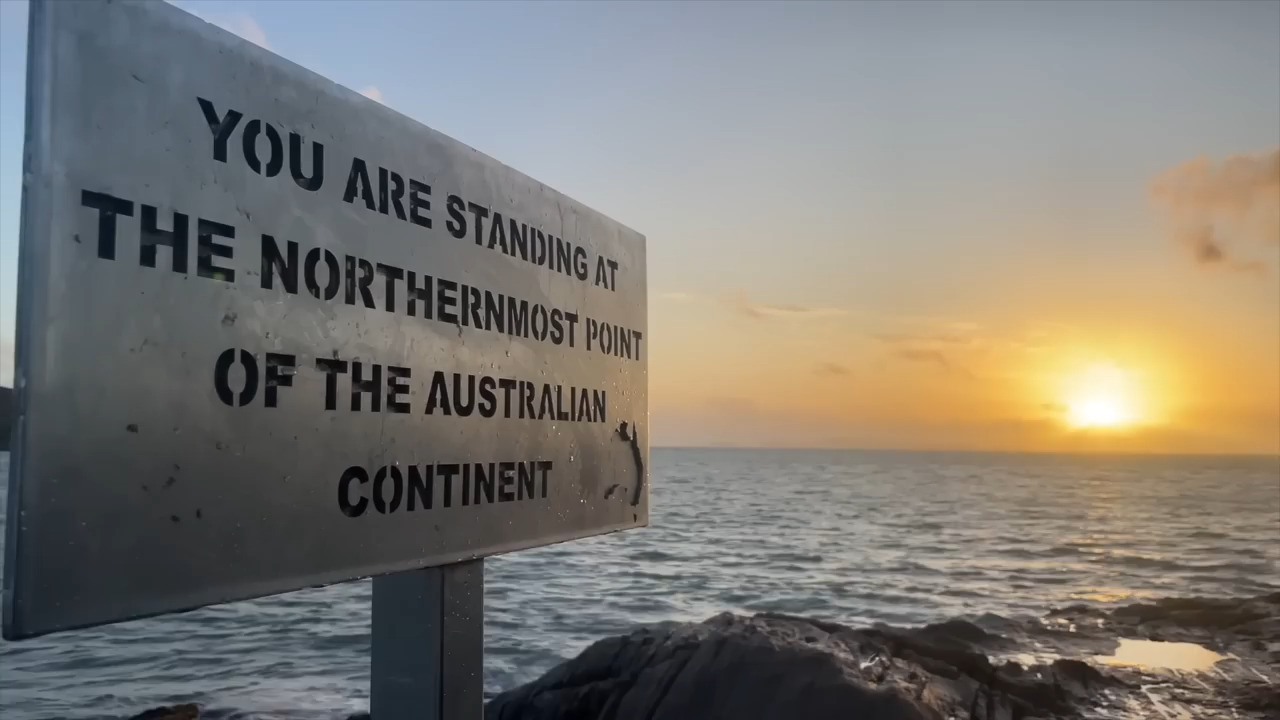 YOU ARE STANDING AT
THE NORTHERNMOST POINT
OF THE AUSTRALIAN
CONTINENT